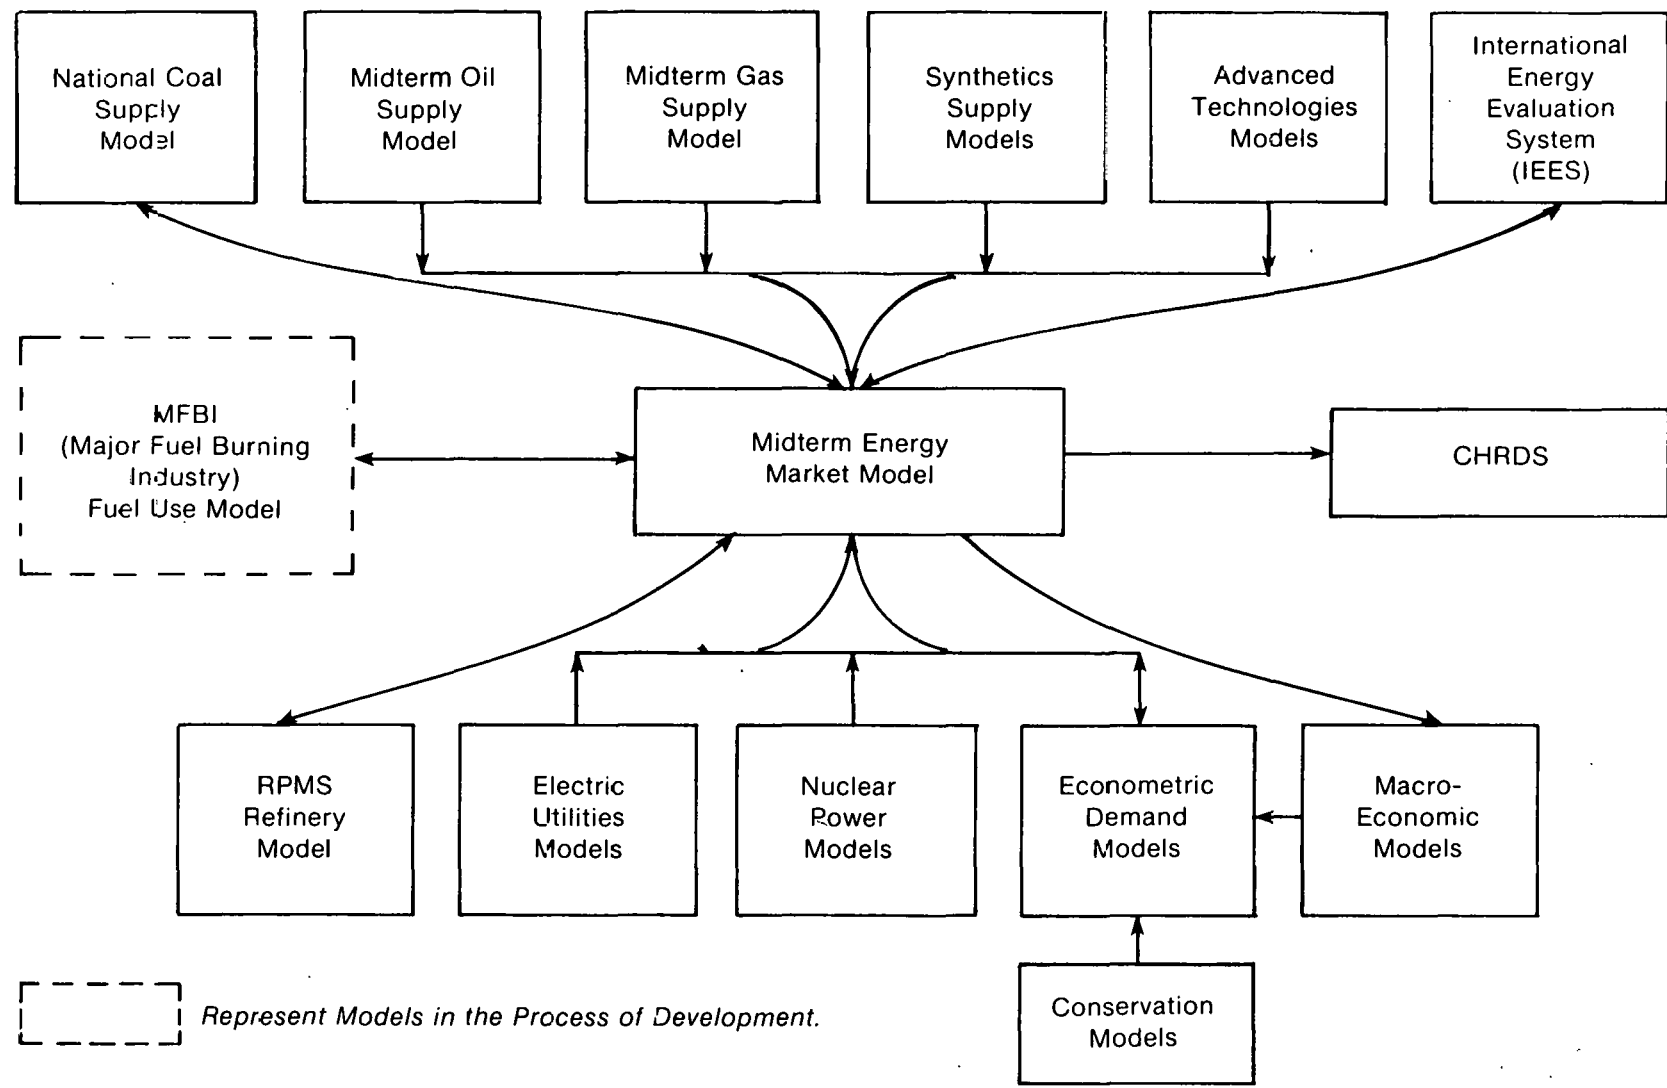 National Coal
Supply
Model
Midterm Oil
Supply
Model
Midterm Gas
Supply
Model
Synthetics
Supply
Models
Advanced
Technologies
Models
International
Energy
Evaluation
System
(IEES)
MFBI
(Major Fuel Burning
Industry)
Fuel Use Model
Midterm Energy
Market Model
CHRDS
RPMS
Refinery
Model
Electric
Utilities
Models
Nuclear
Power
Models
Econometric
Demand
Models
Macro-
Economic
Models
Conservation
Models
Represent Models in the Process of Development.